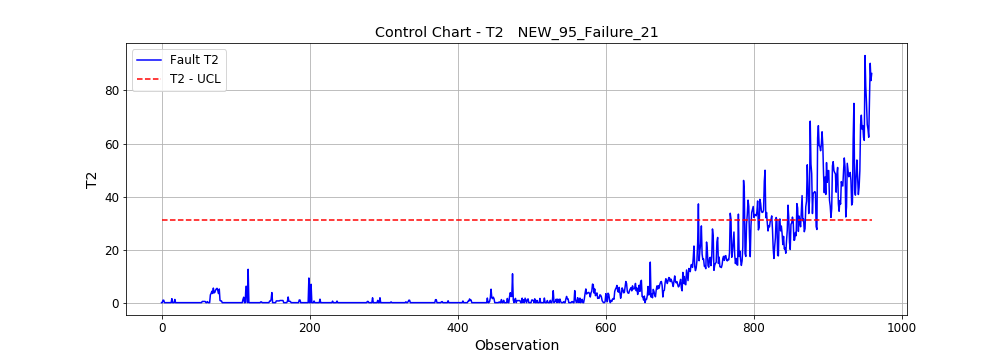 Control Chart - T2   NEW_95_Failure_21
Fault T2
T2 - UCL
T2
80
60
40
20
0
0 200 400 600 800 1000
Observation